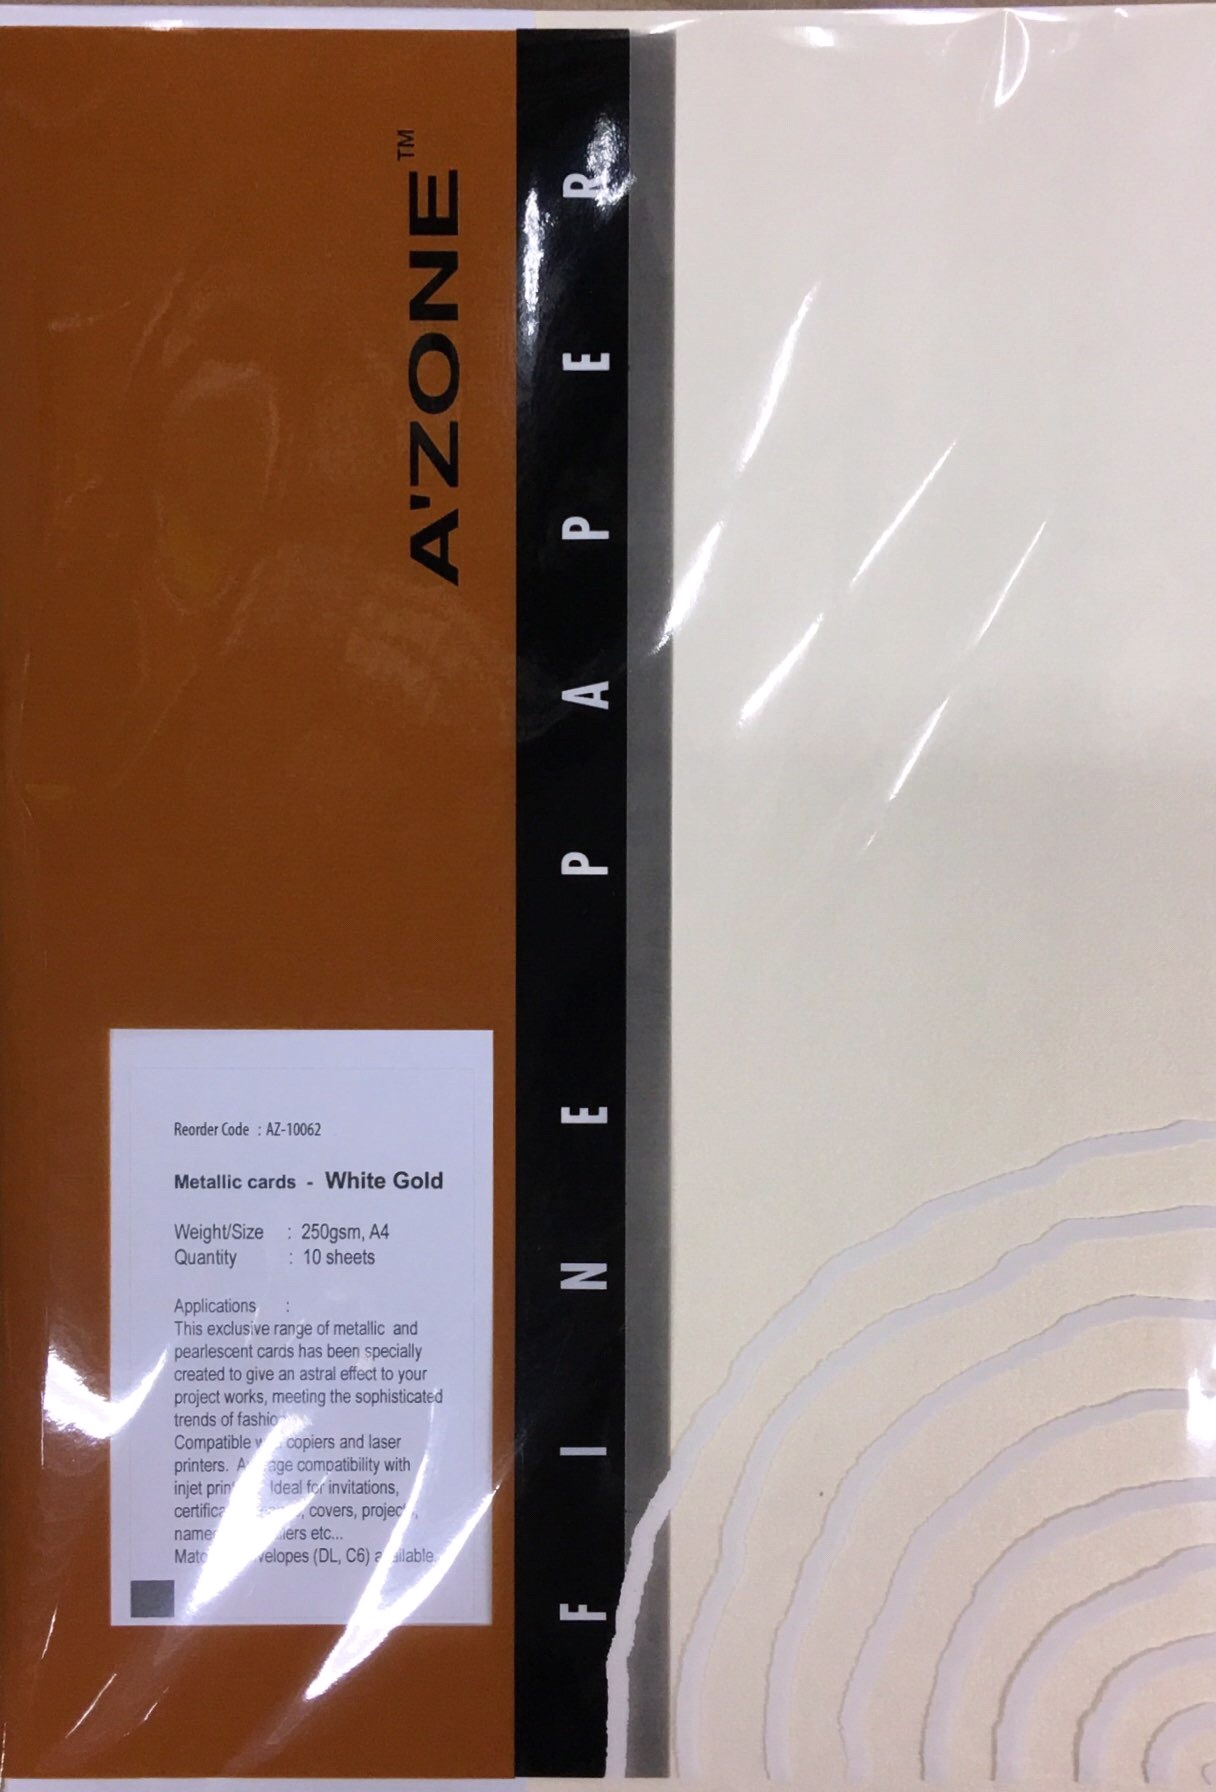 A'ZONE™
FINE PAPER
Reorder Code : AZ-10062
Metallic cards - White Gold
Weight/Size : 250gsm, A4
Quantity : 10 sheets
Applications :
This exclusive range of metallic and
pearlescent cards has been specially
created to give an astral effect to your
project works, meeting the sophisticated
trends of
Compatible copiers and laser
printers. compatibility with
injet Ideal for invitations,
covers,
etc...
(DL, C6)